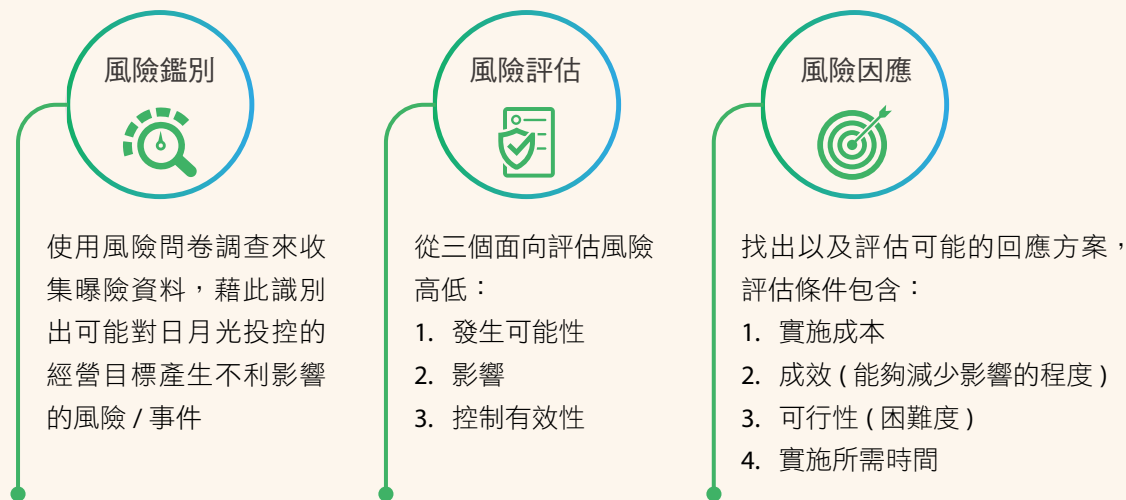 風險鑑別
使用風險問卷調查來收
集曝險資料，藉此識別
出可能對日月光投控的
經營目標產生不利影響
的風險 / 事件
風險評估
從三個面向評估風險
高低：
1. 發生可能性
2. 影響
3. 控制有效性
風險因應
找出以及評估可能的回應方案，
評估條件包含：
1. 實施成本
2. 成效 ( 能夠減少影響的程度 )
3. 可行性 ( 困難度 )
4. 實施所需時間